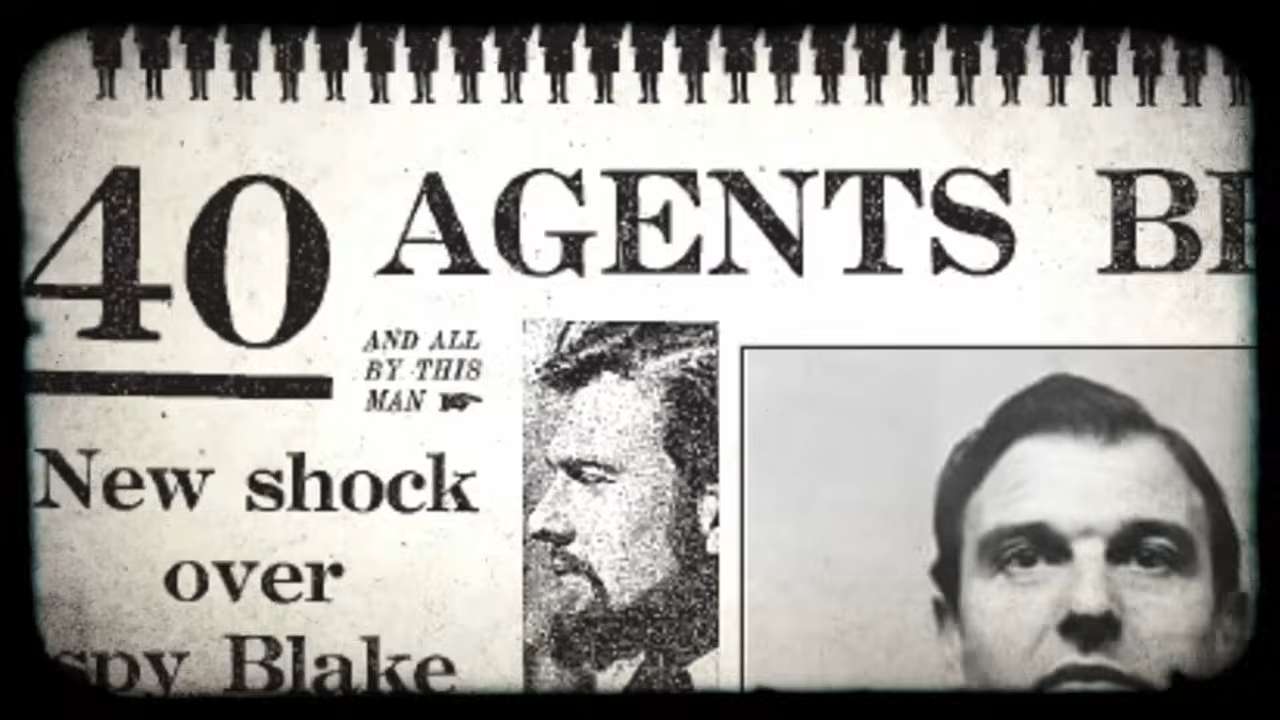 40 AGENTS
AND ALL
BY THIS
MAN
New shock
over
spy Blake